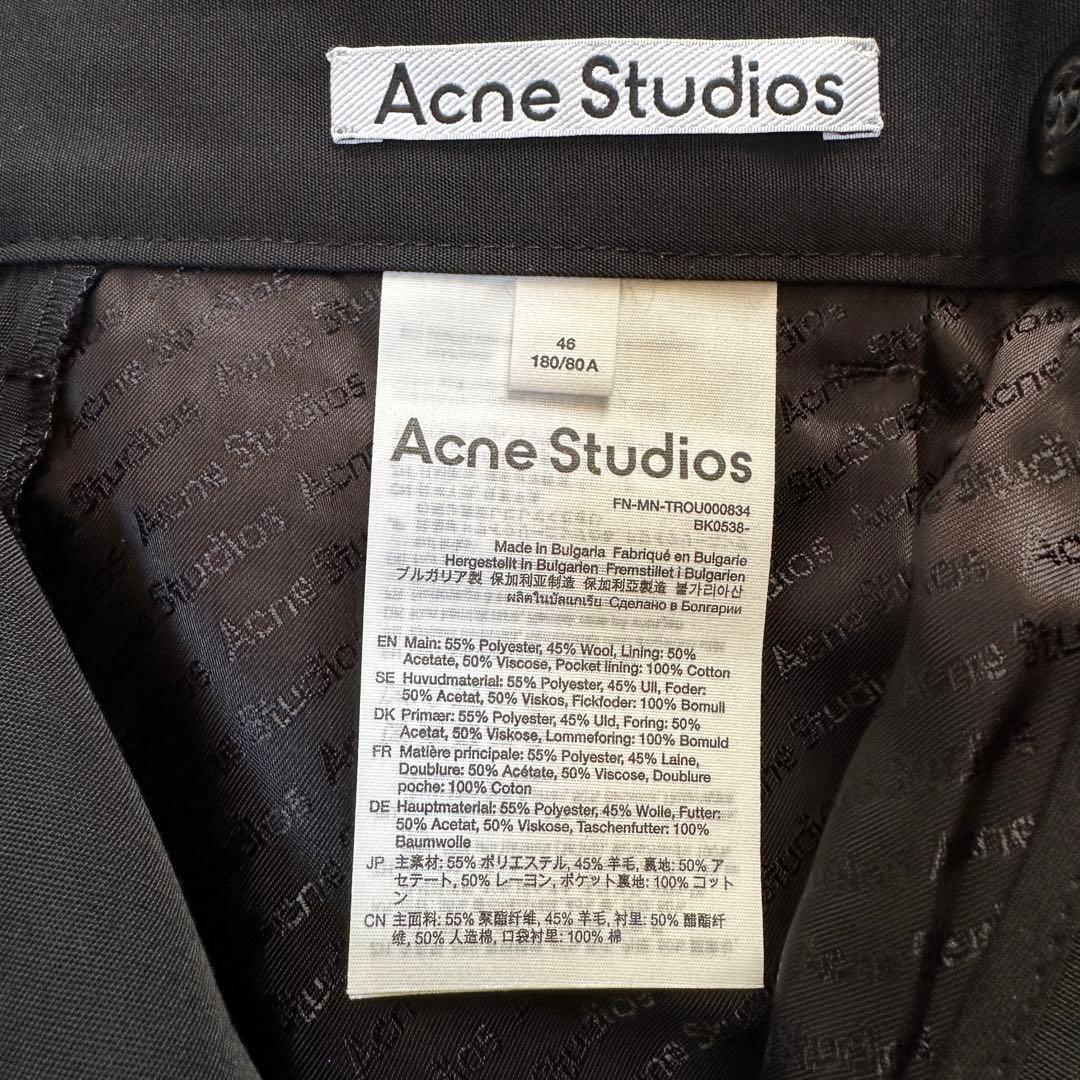 Acne Studios
46
180/80A
Acne Studios
FN-MN-TROU000834
BK0538-
Made in Bulgaria Fabriqué en Bulgarie
Hergestellt in Bulgarien Fremstillet i Bulgarien
ブルガリア製 保加利亚制造 保加利亞製造 불가리아산
ผลิตในบัลแกเรีย Сделано в Болгарии
EN Main: 55% Polyester, 45% Wool, Lining: 50%
Acetate, 50% Viscose, Pocket lining: 100% Cotton
SE Huvudmaterial: 55% Polyester, 45% Ull, Foder:
50% Acetat, 50% Viskos, Fickfoder: 100% Bomull
DK Primær: 55% Polyester, 45% Uld, Foring: 50%
Acetat, 50% Viskose, Lommeforing: 100% Bomuld
FR Matière principale: 55% Polyester, 45% Laine,
Doublure: 50% Acétate, 50% Viscose, Doublure
poche: 100% Coton
DE Hauptmaterial: 55% Polyester, 45% Wolle, Futter:
50% Acetat, 50% Viskose, Taschenfutter: 100%
Baumwolle
JP 主素材: 55% ポリエステル, 45% 羊毛, 裏地: 50% ア
セテート, 50% レーヨン, ポケット裏地: 100% コット
ン
CN 主面料: 55% 聚酯纤维, 45% 羊毛, 衬里: 50% 醋酯纤
维, 50% 人造棉, 口袋衬里: 100% 棉